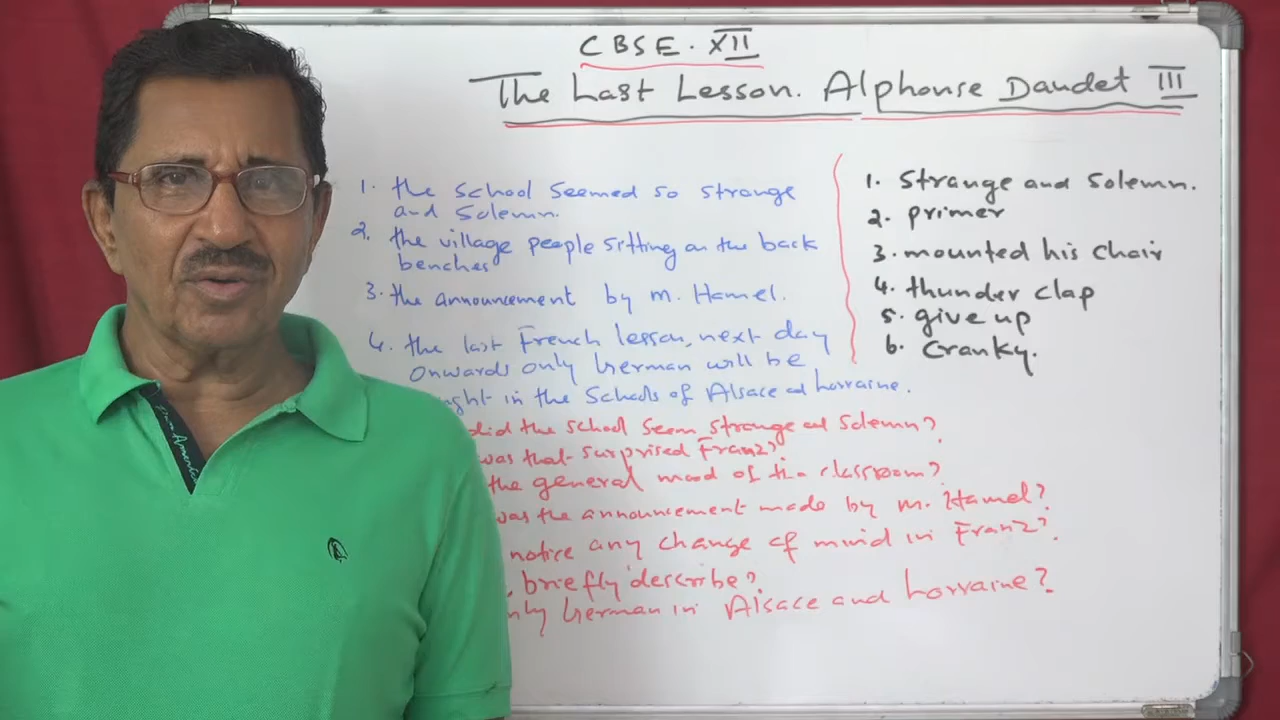 CBSE. XII
The Last Lesson. Alphonse Daudet III
1. the school seemed so strange
and Solemn.
2. the village people sitting on the back
benches
3. the announcement by M. Hamel.
4. the last French lesson, next day
onwards only German will be
in the Schools of Alsace ad Lorraine.
did the school seem strange ad Solemn?
was that surprised Franz?
the general mood of the classroom?
was the announcement made by M. Hamel?
notice any change of mind in Franz?
briefly describe?
German in Alsace and Lorraine?
1. Strange and Solemn.
2. primer
3. mounted his chair
4. thunder clap
5. give up
6. Cranky.